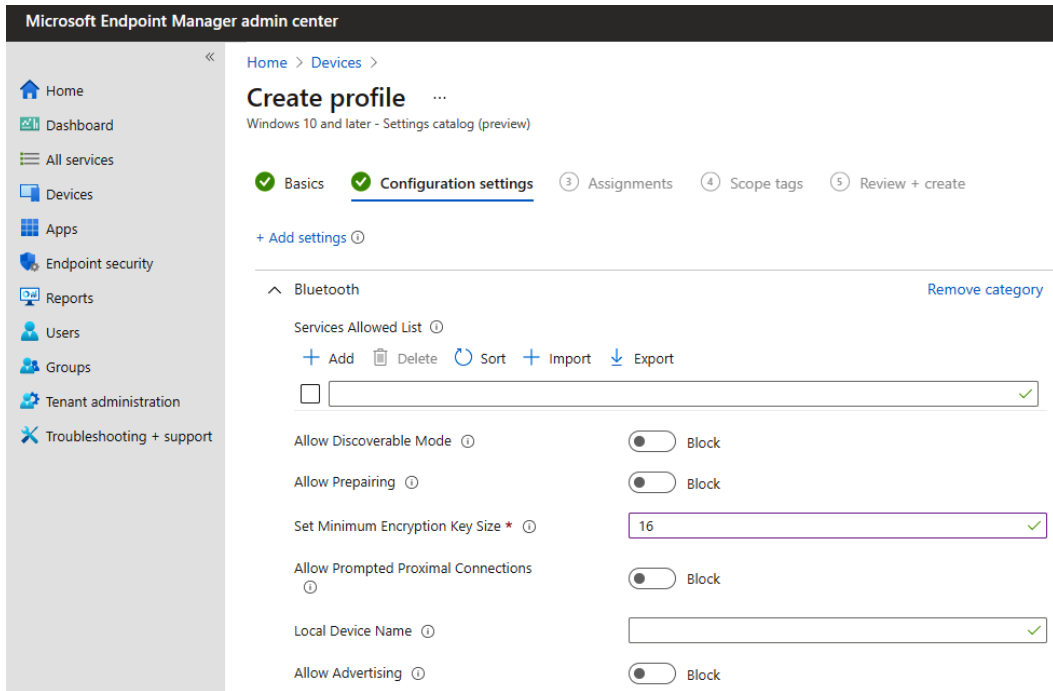 Microsoft Endpoint Manager admin center
«
Home
Dashboard
All services
Devices
Apps
Endpoint security
Reports
Users
Groups
Tenant administration
Troubleshooting + support
Home > Devices >
Create profile ...
Windows 10 and later - Settings catalog (preview)
Basics Configuration settings 3 Assignments 4 Scope tags 5 Review + create
+ Add settings
Bluetooth Remove category
Services Allowed List
+ Add Delete Sort + Import Export
Allow Discoverable Mode Block
Allow Prepairing Block
Set Minimum Encryption Key Size * 16
Allow Prompted Proximal Connections Block
Local Device Name
Allow Advertising Block